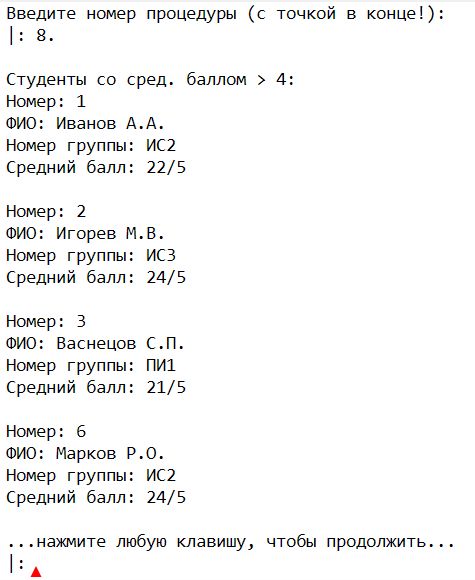 Введите номер процедуры (с точкой в конце!):
|: 8.
Студенты со сред. баллом > 4:
Номер: 1
ФИО: Иванов А.А.
Номер группы: ИС2
Средний балл: 22/5
Номер: 2
ФИО: Игорев М.В.
Номер группы: ИС3
Средний балл: 24/5
Номер: 3
ФИО: Васнецов С.П.
Номер группы: ПИ1
Средний балл: 21/5
Номер: 6
ФИО: Марков Р.О.
Номер группы: ИС2
Средний балл: 24/5
...нажмите любую клавишу, чтобы продолжить...
|: